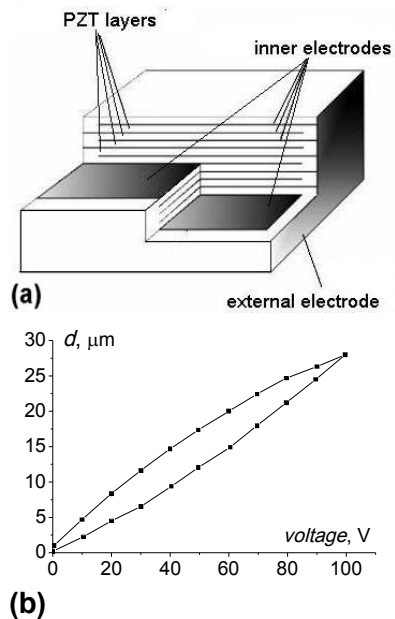 PZT layers
inner electrodes
external electrode
(a)
d, μm
30
25
20
15
10
5
0
0 20 40 60 80 100
voltage, V
(b)